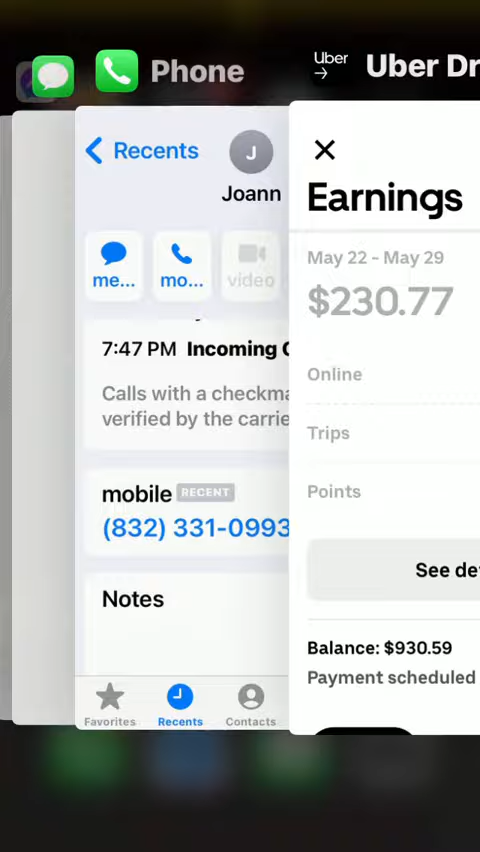 Phone
Uber
Uber Dr
Recents
J
Joann
me...
mo...
video
7:47 PM Incoming C
Calls with a checkma
verified by the carrie
mobile RECENT
(832) 331-0993
Notes
Favorites
Recents
Contacts
Earnings
May 22 - May 29
$230.77
Online
Trips
Points
See de
Balance: $930.59
Payment scheduled